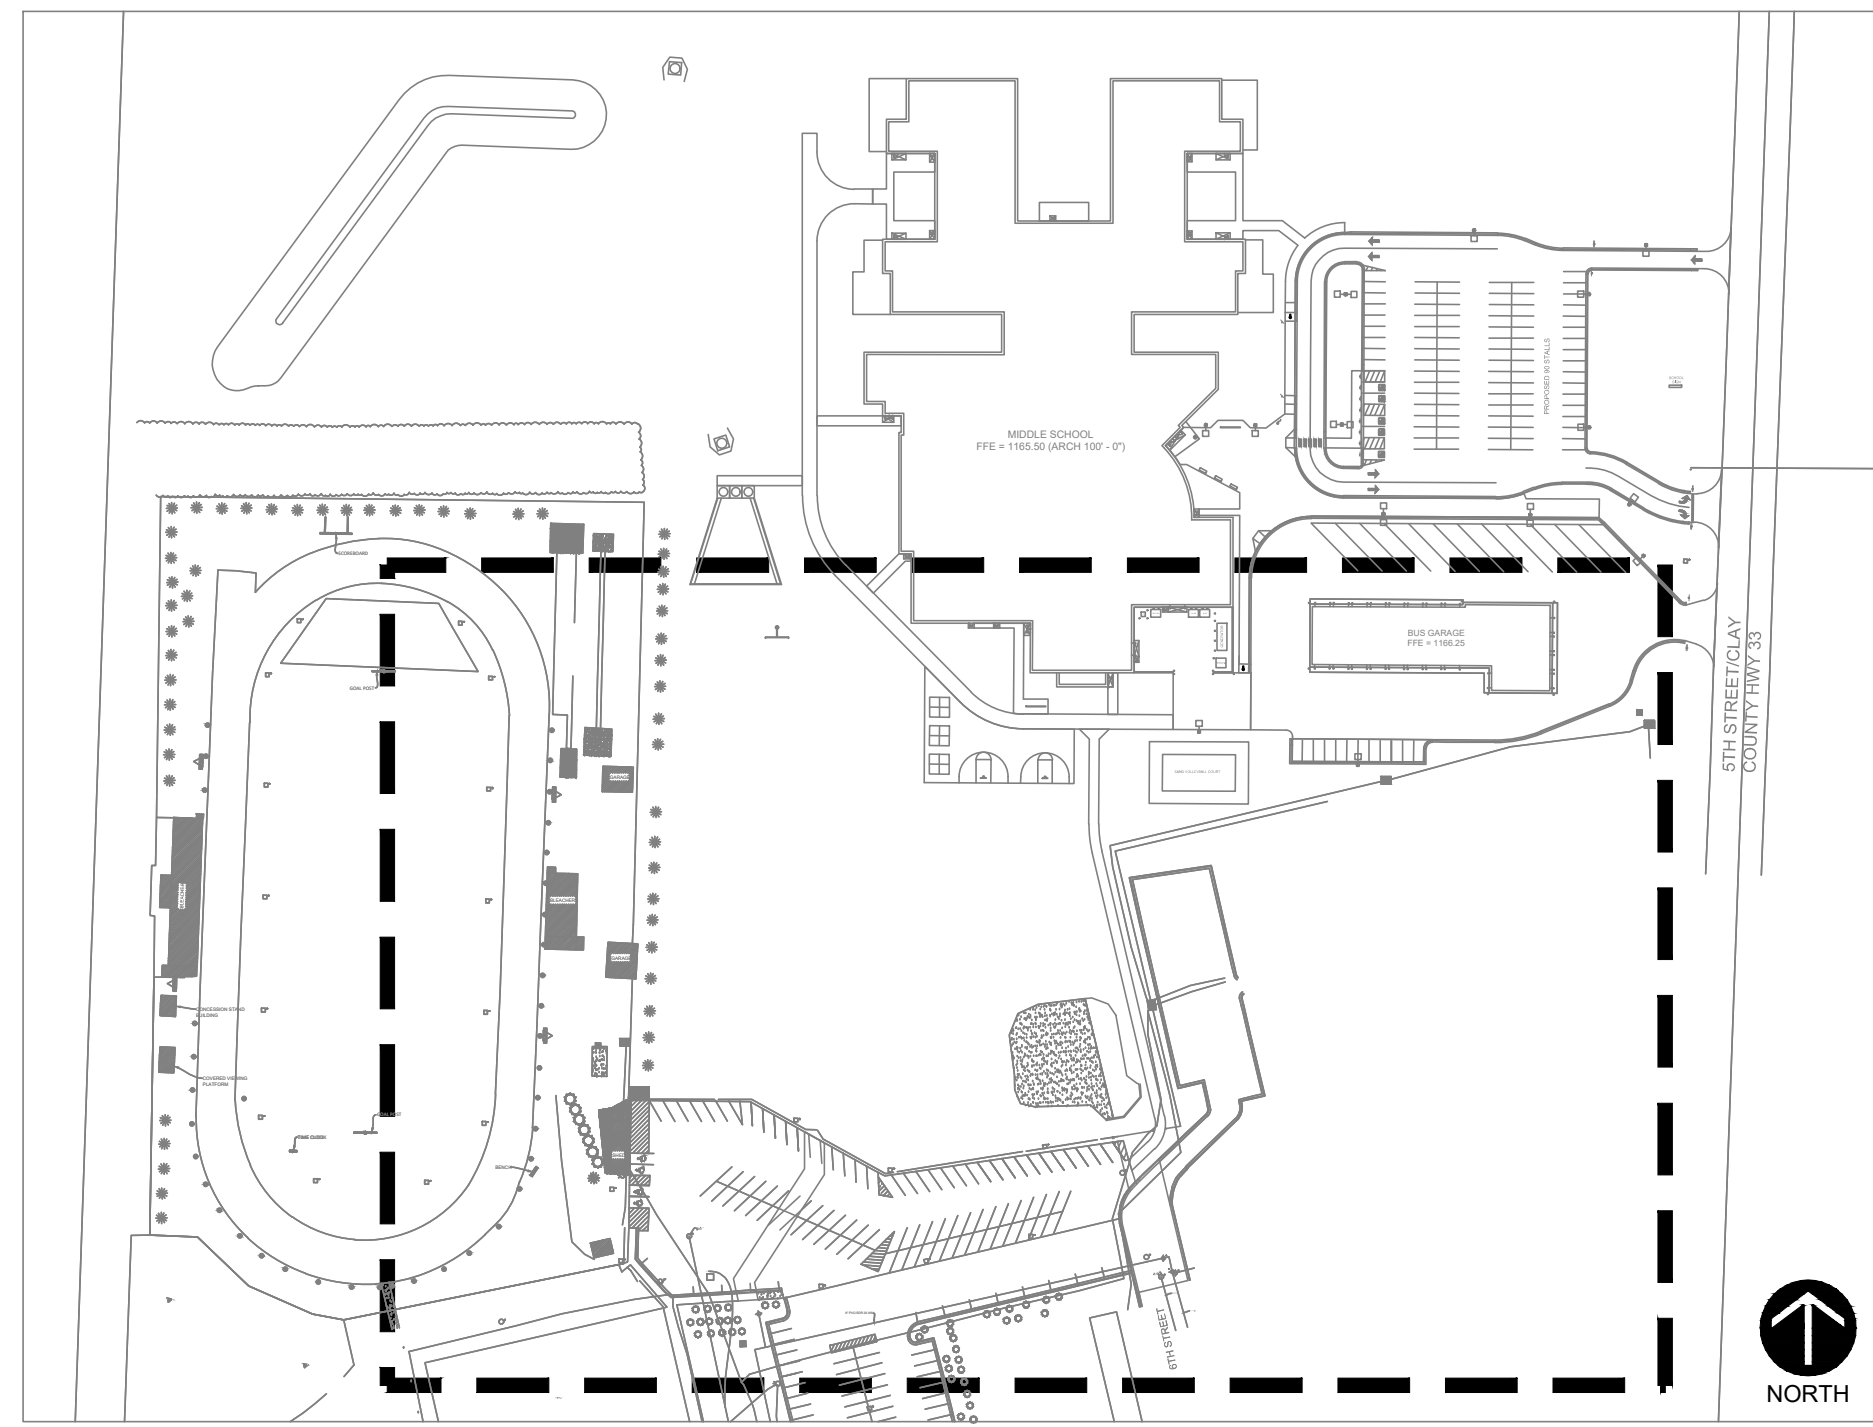 SCOREBOARD
GOAL POST
MIDDLE SCHOOL
FFE = 1165.50 (ARCH 100' - 0")
PROPOSED 90 STALLS
BUS GARAGE
FFE = 1166.25
5TH STREET/CLAY
COUNTY HWY 33
SAND VOLLEYBALL COURT
GARAGE
BLEACHER
BLEACHER
GARAGE
CONCESSION STAND
BUILDING
COVERED VIEWING
PLATFORM
GOAL POST
TIME CLOCK
BENCH
6TH STREET
NORTH